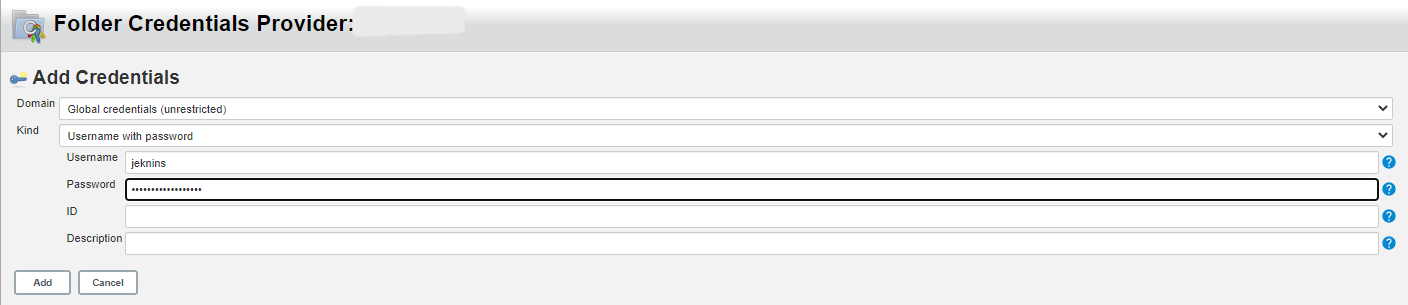 Folder Credentials Provider:
Add Credentials
Domain Global credentials (unrestricted)
Kind Username with password
Username jeknins ?
Password •••••••••••••••••• ?
ID ?
Description ?
Add Cancel